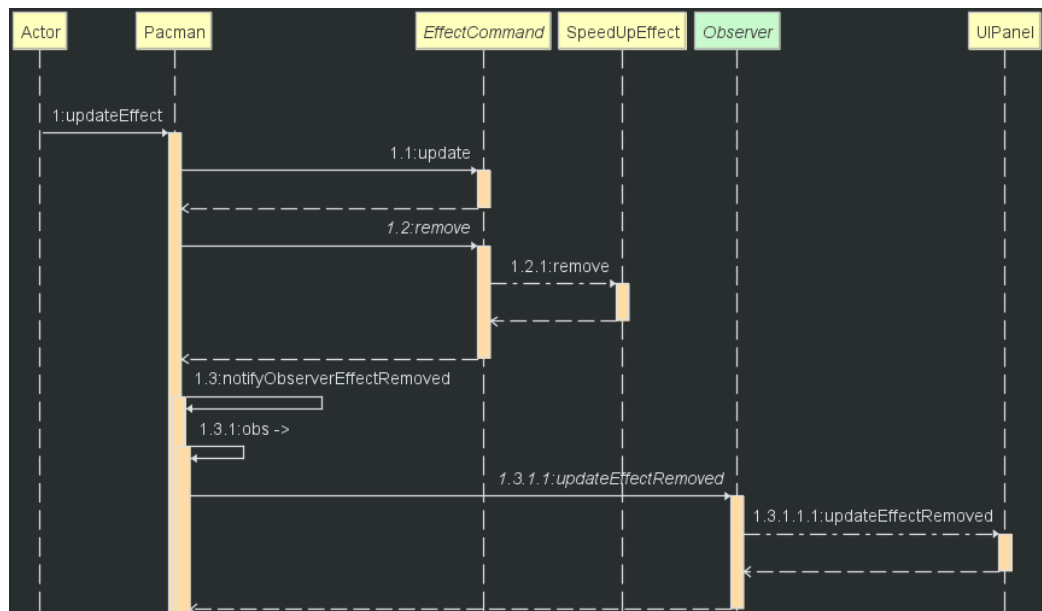 Actor
Pacman
EffectCommand
SpeedUpEffect
Observer
UIPanel
1:updateEffect
1.1:update
1.2:remove
1.2.1:remove
1.3:notifyObserverEffectRemoved
1.3.1:obs ->
1.3.1.1:updateEffectRemoved
1.3.1.1.1:updateEffectRemoved